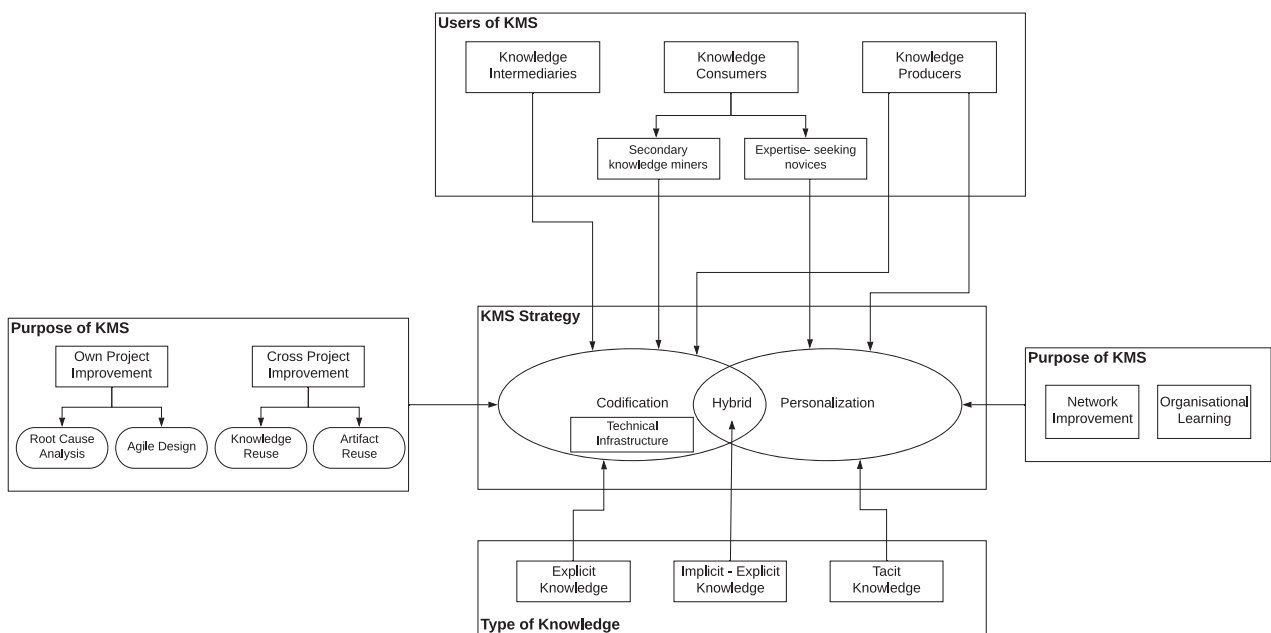 Users of KMS
Knowledge
Intermediaries
Knowledge
Consumers
Knowledge
Producers
Secondary
knowledge miners
Expertise– seeking
novices
Purpose of KMS
Own Project
Improvement
Cross Project
Improvement
Root Cause
Analysis
Agile Design
Knowledge
Reuse
Artifact
Reuse
KMS Strategy
Codification
Hybrid
Personalization
Technical
Infrastructure
Purpose of KMS
Network
Improvement
Organisational
Learning
Explicit
Knowledge
Implicit - Explicit
Knowledge
Tacit
Knowledge
Type of Knowledge